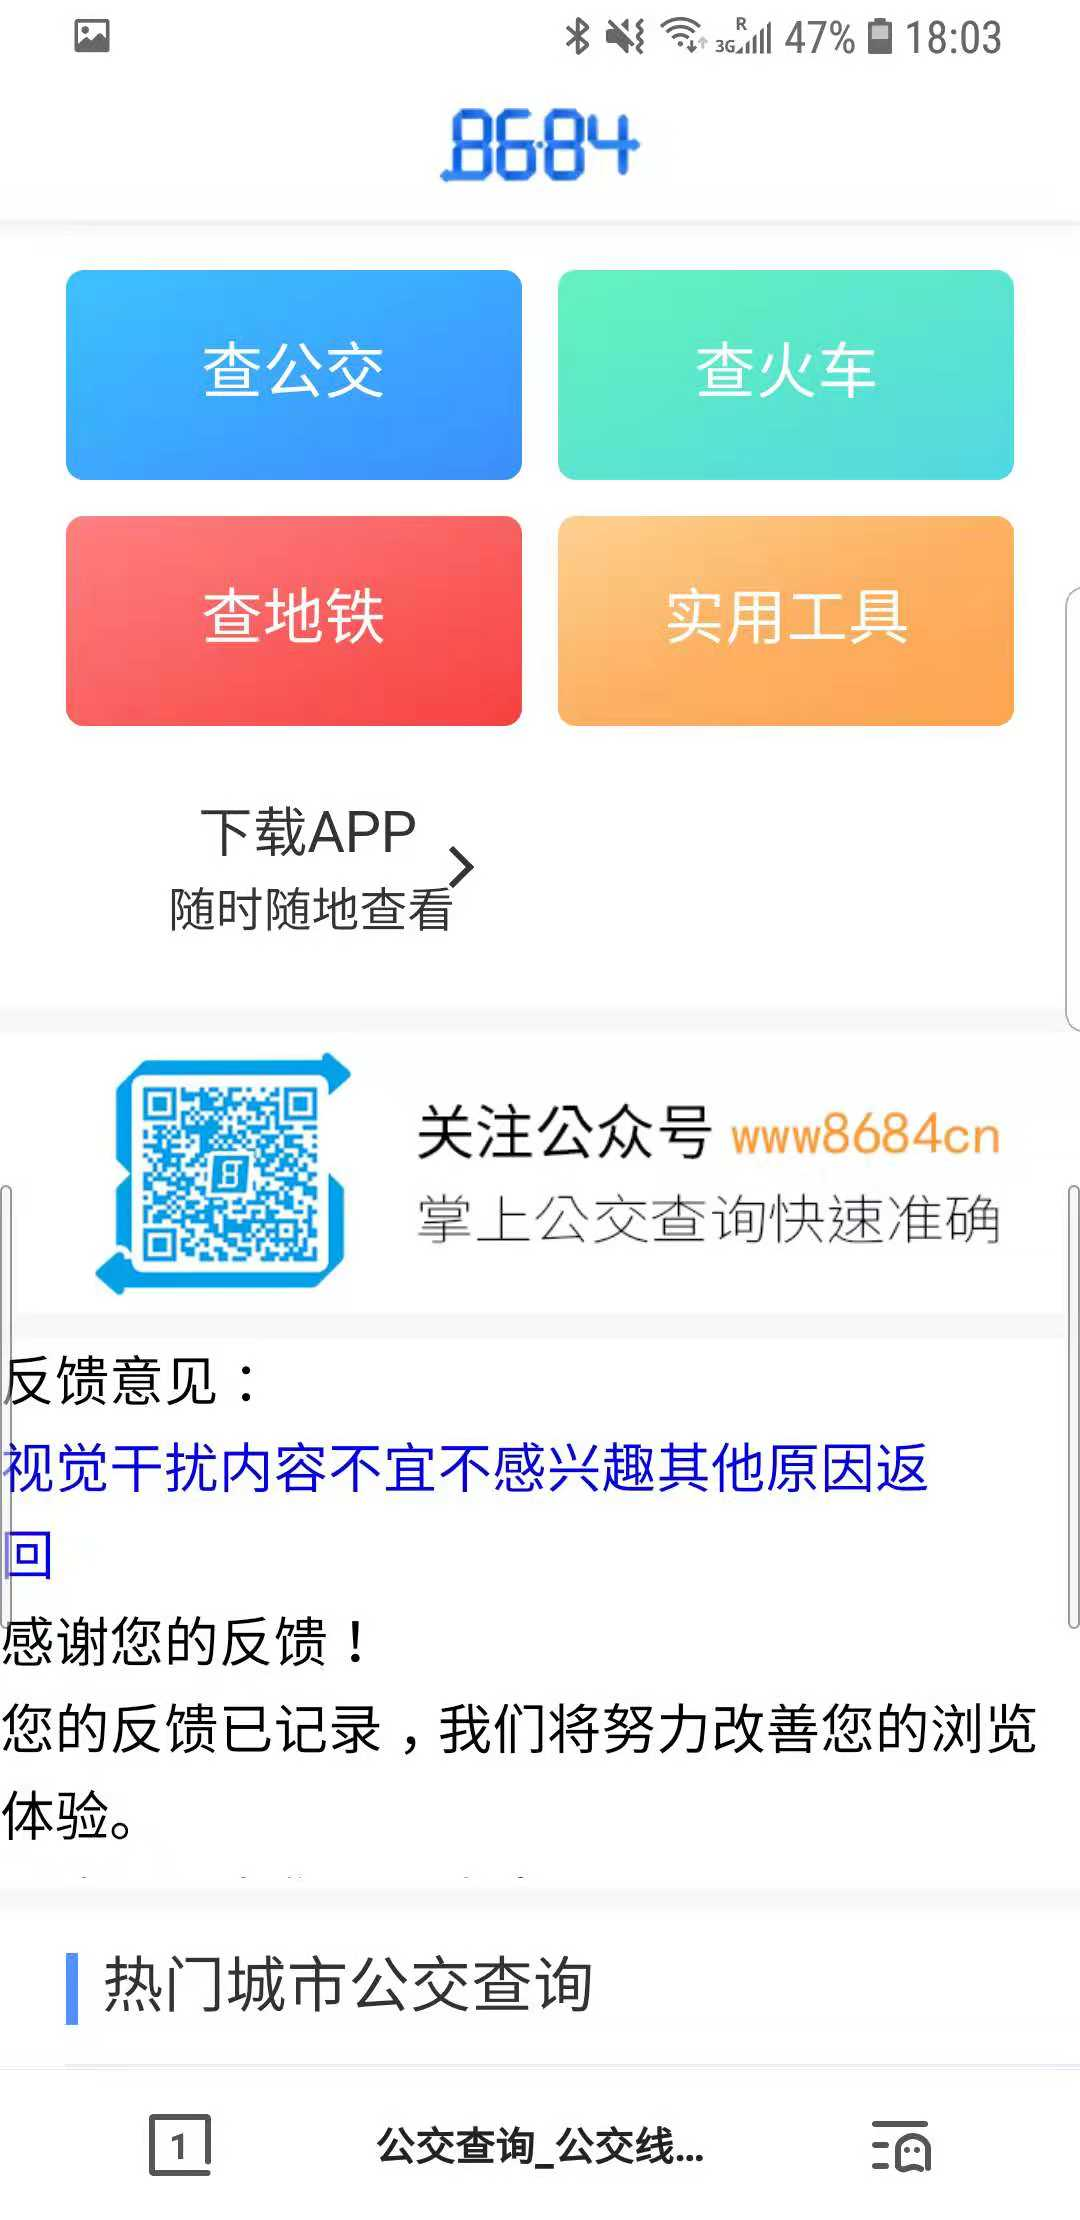 R
3G
47%
18:03
8684
查公交
查火车
查地铁
实用工具
下载APP
随时随地查看
关注公众号 www8684cn
掌上公交查询快速准确
反馈意见：
视觉干扰内容不宜不感兴趣其他原因返
回
感谢您的反馈！
您的反馈已记录，我们将努力改善您的浏览
体验。
热门城市公交查询
1
公交查询_公交线...